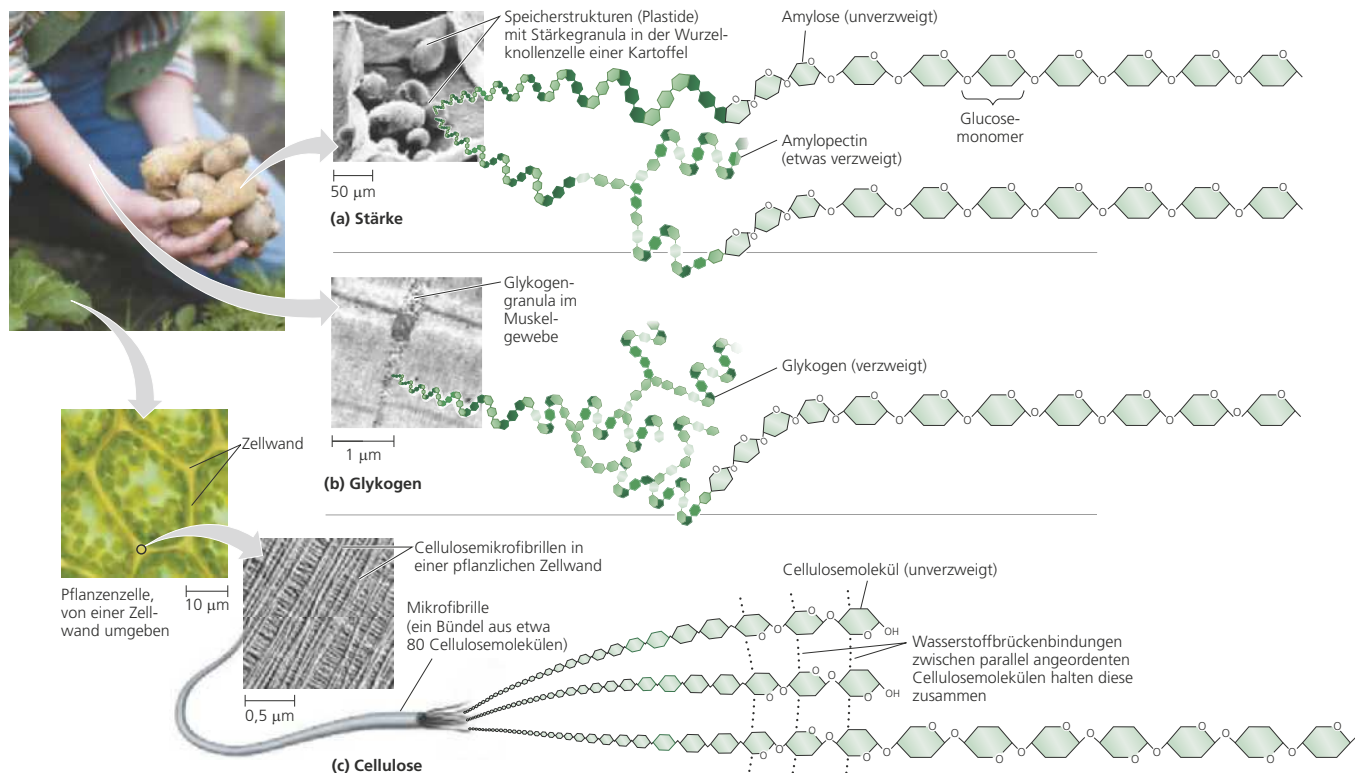 Speicherstrukturen (Plastide)
mit Stärkegranula in der Wurzel-
knollenzelle einer Kartoffel
Amylose (unverzweigt)
Glucose-
monomer
Amylopectin
(etwas verzweigt)
50 µm
(a) Stärke
Glykogen-
granula im
Muskel-
gewebe
Glykogen (verzweigt)
1 µm
(b) Glykogen
Zellwand
Pflanzenzelle,
von einer Zell-
wand umgeben
10 µm
Cellulosemikrofibrillen in
einer pflanzlichen Zellwand
Mikrofibrille
(ein Bündel aus etwa
80 Cellulosemolekülen)
0,5 µm
Cellulosemolekül (unverzweigt)
Wasserstoffbrückenbindungen
zwischen parallel angeordenten
Cellulosemolekülen halten diese
zusammen
O O O O O O O O O O O O O O O O O O
O O O O O O O O O O O O O O O O O O
O O O O O O O O O O O O O O O O O O
O O O O O OH
O O O O O OH
O O O O O O O O O O O O O O O O O
(c) Cellulose